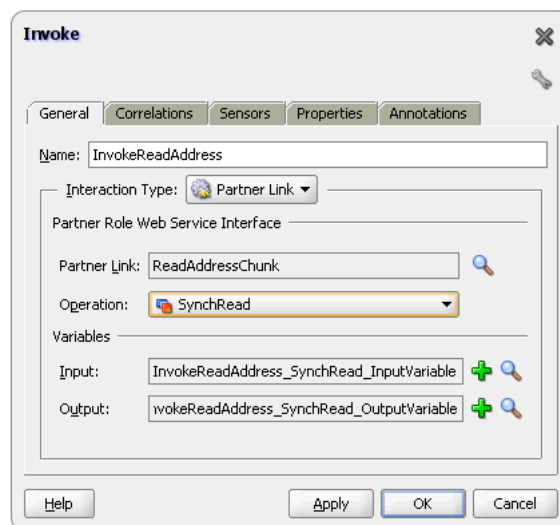 Invoke
General Correlations Sensors Properties Annotations
Name: InvokeReadAddress
Interaction Type: Partner Link
Partner Role Web Service Interface
Partner Link: ReadAddressChunk
Operation: SynchRead
Variables
Input: InvokeReadAddress_SynchRead_InputVariable
Output: vokeReadAddress_SynchRead_OutputVariable
Help Apply OK Cancel